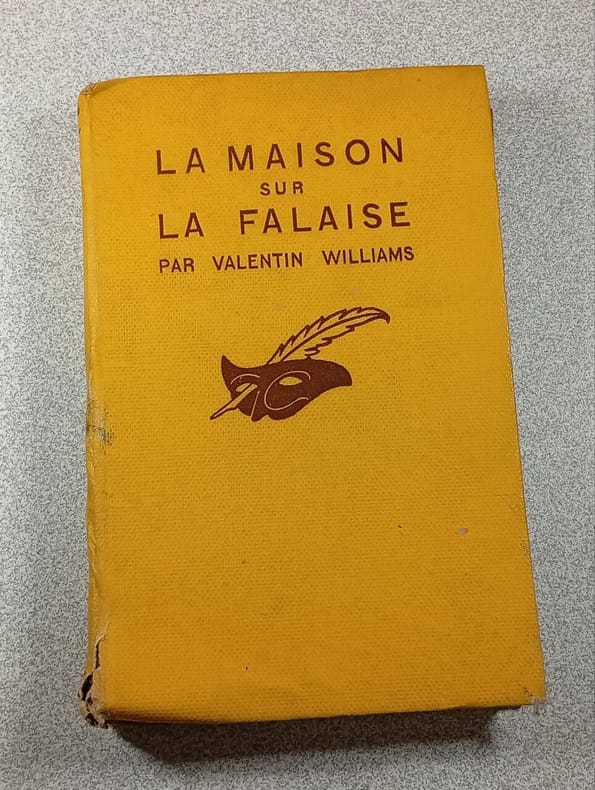 LA MAISON
SUR
LA FALAISE
PAR VALENTIN WILLIAMS